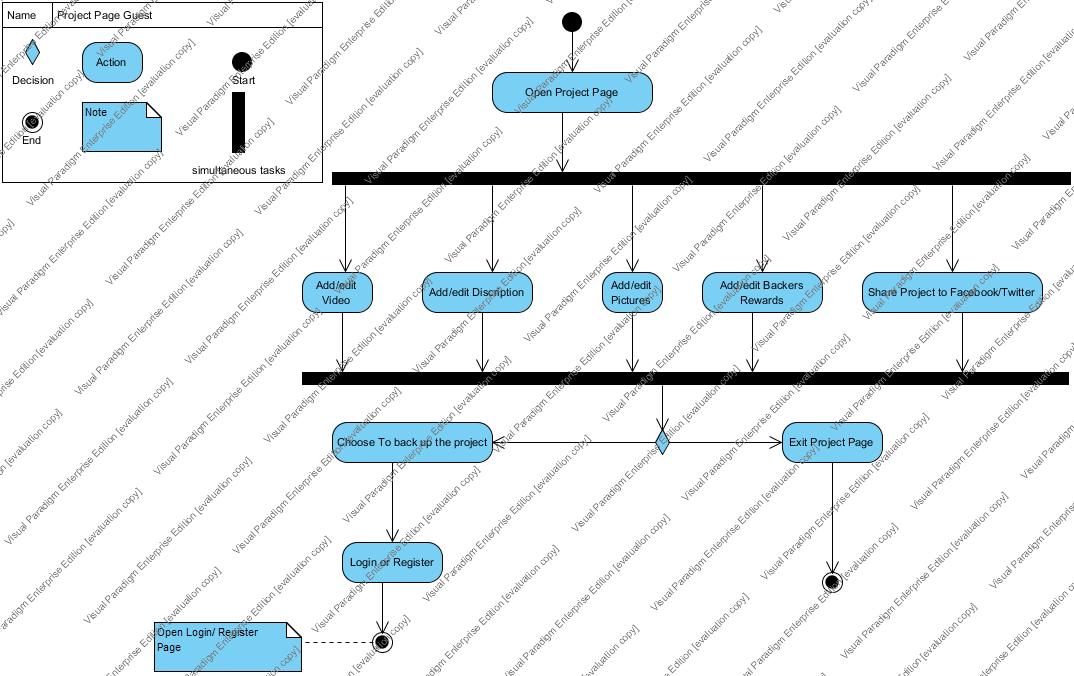 Name Project Page Guest
Decision
Action
Start
End
Note
simultaneous tasks
Open Project Page
Add/edit
Video
Add/edit Discription
Add/edit
Pictures
Add/edit Backers
Rewards
Share Project to Facebook/Twitter
Choose To back up the project
Exit Project Page
Login or Register
Open Login/ Register
Page
Visual Paradigm Enterprise Edition [evaluation copy]